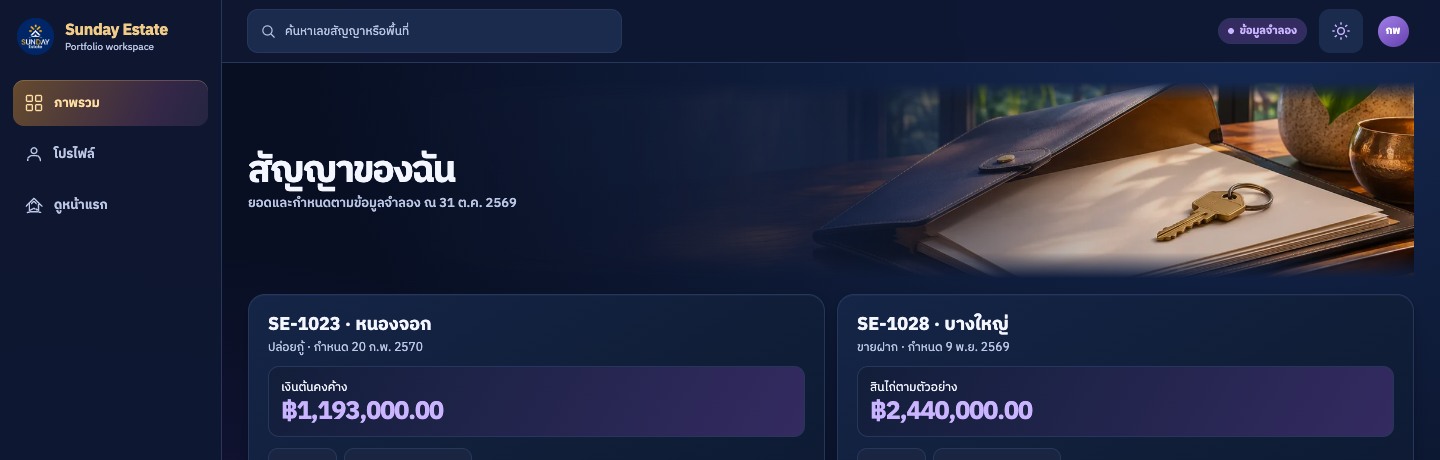 SUNDAY
Estate
Sunday Estate
Portfolio workspace
ค้นหาเลขสัญญาหรือพื้นที่
ข้อมูลจำลอง
กพ
ภาพรวม
โปรไฟล์
ดูหน้าแรก
สัญญาของฉัน
ยอดและกำหนดตามข้อมูลจำลอง ณ 31 ต.ค. 2569
SE-1023 · หนองจอก
ปล่อยกู้ · กำหนด 20 ก.พ. 2570
เงินต้นคงค้าง
฿1,193,000.00
SE-1028 · บางใหญ่
ขายฝาก · กำหนด 9 พ.ย. 2569
สินไถ่ตามตัวอย่าง
฿2,440,000.00